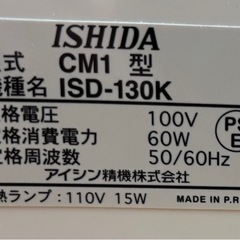 ISHIDA
式 CM1 型
機種名 ISD-130K
格電圧 100V
格消費電力 60W
格周波数 50/60Hz
アイシン精機株式会社
熱ランプ：110V 15W
MADE IN P.R
PS
E